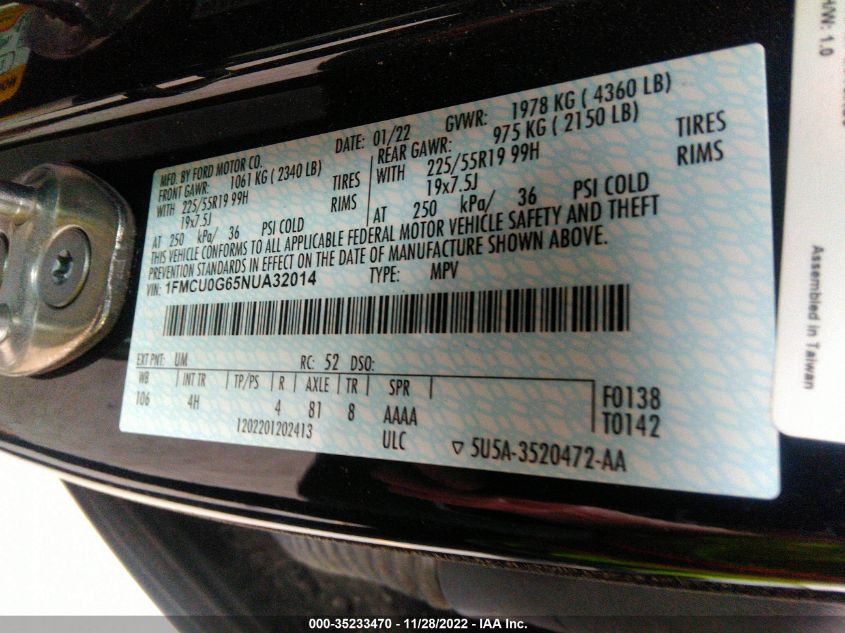 MFD. BY FORD MOTOR CO.
DATE: 01/22 GVWR: 1978 KG ( 4360 LB)
FRONT GAWR: 1061 KG ( 2340 LB)
REAR GAWR: 975 KG ( 2150 LB)
WITH 225/55R19 99H TIRES
WITH 225/55R19 99H TIRES
19x7.5J RIMS
19x7.5J RIMS
AT 250 kPa/ 36 PSI COLD
AT 250 kPa/ 36 PSI COLD
THIS VEHICLE CONFORMS TO ALL APPLICABLE FEDERAL MOTOR VEHICLE SAFETY AND THEFT
PREVENTION STANDARDS IN EFFECT ON THE DATE OF MANUFACTURE SHOWN ABOVE.
VIN: 1FMCU0G65NUA32014 TYPE: MPV
EXT PNT: UM RC: 52 DSO:
WB INT TR TP/PS R AXLE TR SPR
106 4H 4 81 8 AAAA
ULC
1202201202413
F0138
T0142
▽ 5U5A-3520472-AA
H/W: 1.0
Assembled in Taiwan
000-35233470 - 11/28/2022 - IAA Inc.